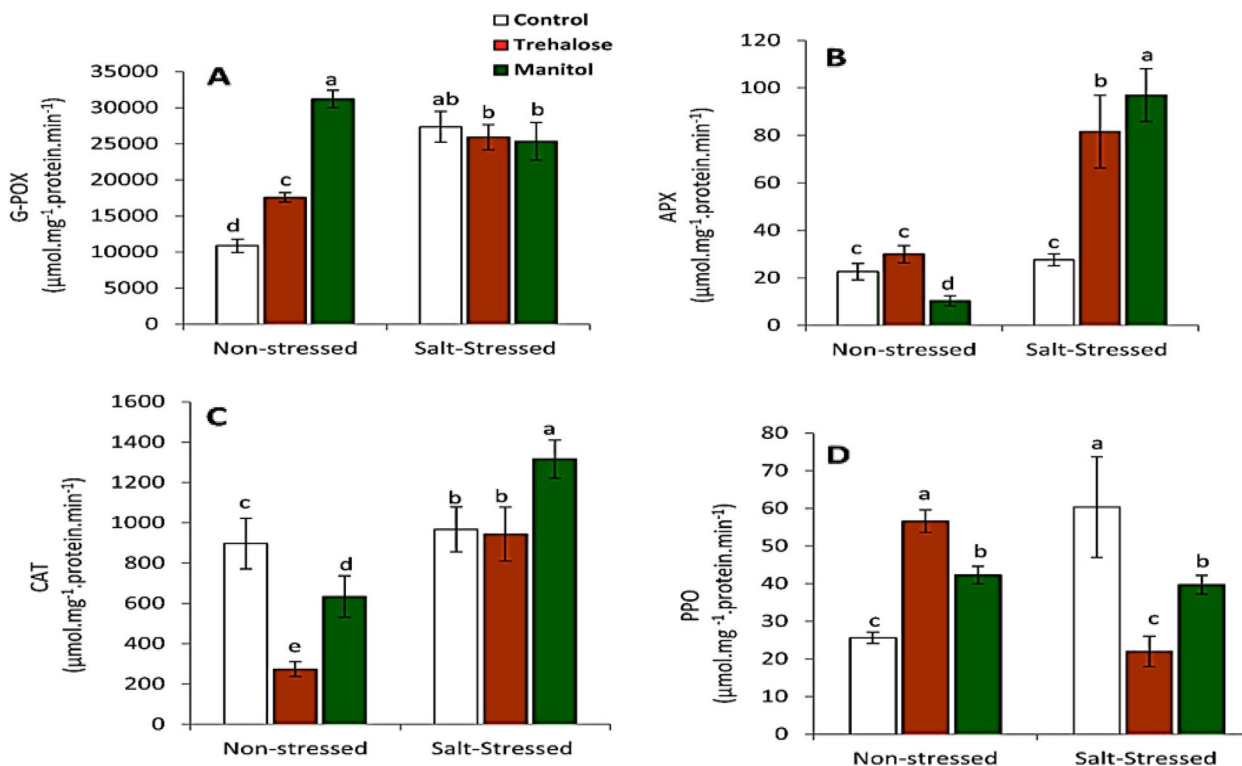 Control
Trehalose
Manitol
A
G-POX
(µmol.mg⁻¹.protein.min⁻¹)
35000
30000
25000
20000
15000
10000
5000
0
d
c
a
ab
b
b
Non-stressed
Salt-Stressed
B
APX
(µmol.mg⁻¹.protein.min⁻¹)
120
100
80
60
40
20
0
c
c
d
c
b
a
Non-stressed
Salt-Stressed
C
CAT
(µmol.mg⁻¹.protein.min⁻¹)
1600
1400
1200
1000
800
600
400
200
0
c
e
d
b
b
a
Non-stressed
Salt-Stressed
D
PPO
(µmol.mg⁻¹.protein.min⁻¹)
80
70
60
50
40
30
20
10
0
c
a
b
a
c
b
Non-stressed
Salt-Stressed